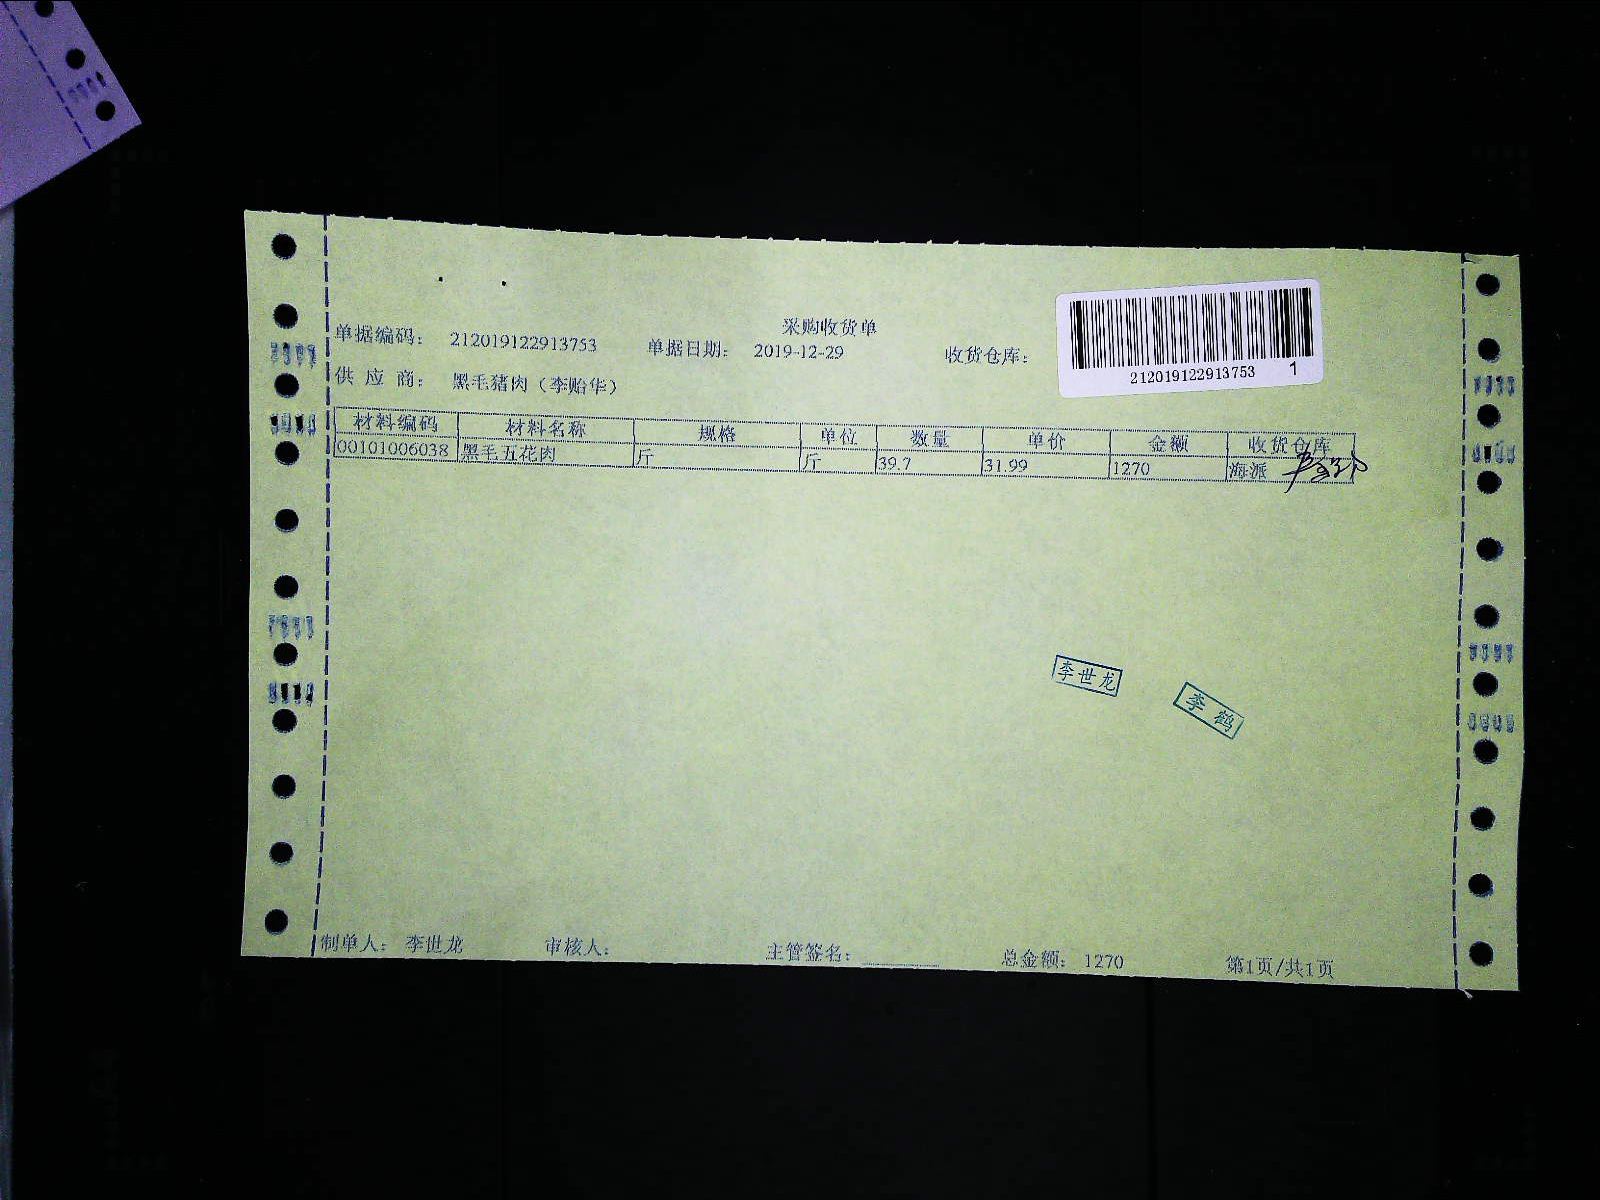 采购收货单
单据编码： 212019122913753 单据日期： 2019-12-29 收货仓库：
212019122913753 1
供 应 商： 黑毛猪肉（李贻华）
材料编码 材料名称 规格 单位 数量 单价 金额 收货仓库
00101006038 黑毛五花肉 斤 斤 39.7 31.99 1270 海派
李世龙
李鹤
制单人： 李世龙 审核人： 主管签名： 总金额： 1270 第1页/共1页